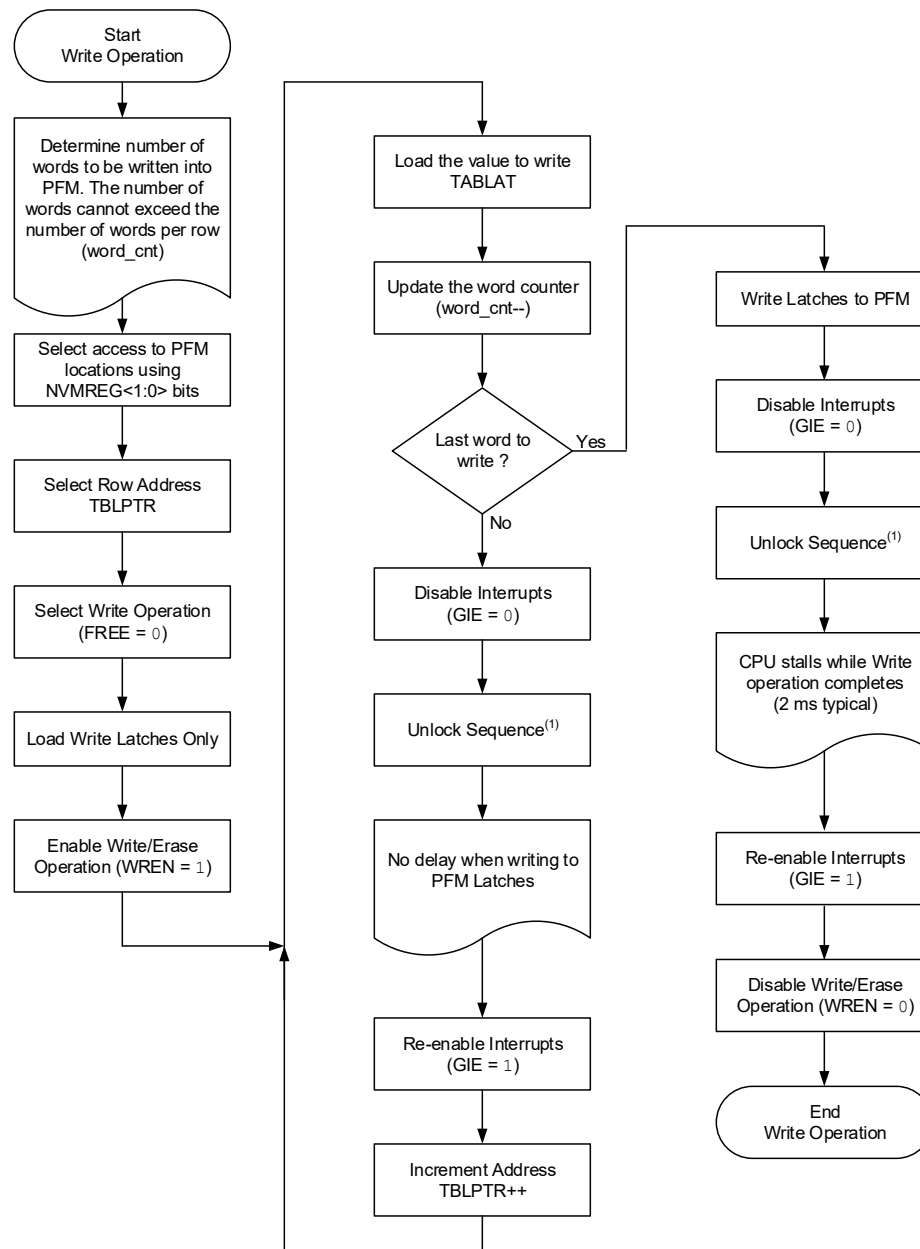 Start
Write Operation
Determine number of
words to be written into
PFM. The number of
words cannot exceed the
number of words per row
(word_cnt)
Select access to PFM
locations using
NVMREG<1:0> bits
Select Row Address
TBLPTR
Select Write Operation
(FREE = 0)
Load Write Latches Only
Enable Write/Erase
Operation (WREN = 1)
Load the value to write
TABLAT
Update the word counter
(word_cnt--)
Last word to
write ?
Yes
No
Disable Interrupts
(GIE = 0)
Unlock Sequence(1)
No delay when writing to
PFM Latches
Re-enable Interrupts
(GIE = 1)
Increment Address
TBLPTR++
Write Latches to PFM
Disable Interrupts
(GIE = 0)
Unlock Sequence(1)
CPU stalls while Write
operation completes
(2 ms typical)
Re-enable Interrupts
(GIE = 1)
Disable Write/Erase
Operation (WREN = 0)
End
Write Operation